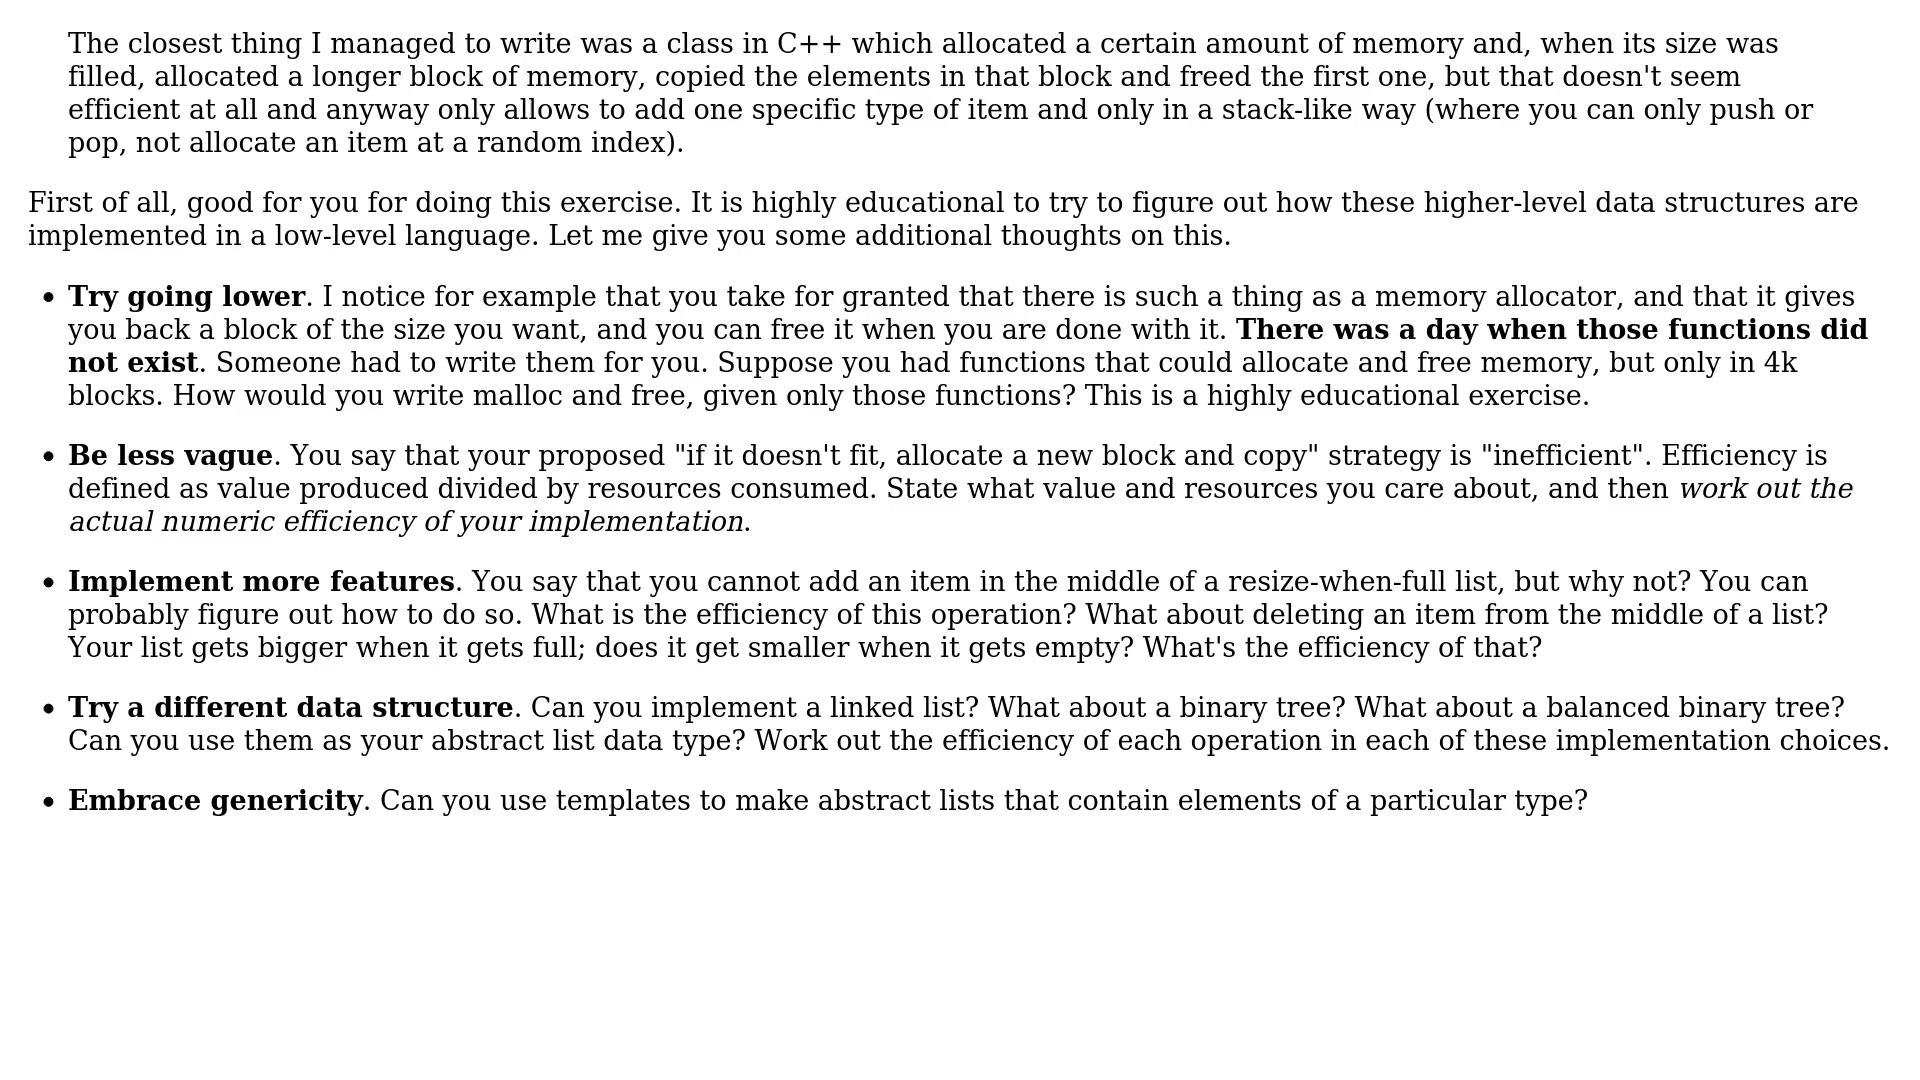 The closest thing I managed to write was a class in C++ which allocated a certain amount of memory and, when its size was
filled, allocated a longer block of memory, copied the elements in that block and freed the first one, but that doesn't seem
efficient at all and anyway only allows to add one specific type of item and only in a stack-like way (where you can only push or
pop, not allocate an item at a random index).
First of all, good for you for doing this exercise. It is highly educational to try to figure out how these higher-level data structures are
implemented in a low-level language. Let me give you some additional thoughts on this.
• Try going lower. I notice for example that you take for granted that there is such a thing as a memory allocator, and that it gives
you back a block of the size you want, and you can free it when you are done with it. There was a day when those functions did
not exist. Someone had to write them for you. Suppose you had functions that could allocate and free memory, but only in 4k
blocks. How would you write malloc and free, given only those functions? This is a highly educational exercise.
• Be less vague. You say that your proposed "if it doesn't fit, allocate a new block and copy" strategy is "inefficient". Efficiency is
defined as value produced divided by resources consumed. State what value and resources you care about, and then work out the
actual numeric efficiency of your implementation.
• Implement more features. You say that you cannot add an item in the middle of a resize-when-full list, but why not? You can
probably figure out how to do so. What is the efficiency of this operation? What about deleting an item from the middle of a list?
Your list gets bigger when it gets full; does it get smaller when it gets empty? What's the efficiency of that?
• Try a different data structure. Can you implement a linked list? What about a binary tree? What about a balanced binary tree?
Can you use them as your abstract list data type? Work out the efficiency of each operation in each of these implementation choices.
• Embrace genericity. Can you use templates to make abstract lists that contain elements of a particular type?